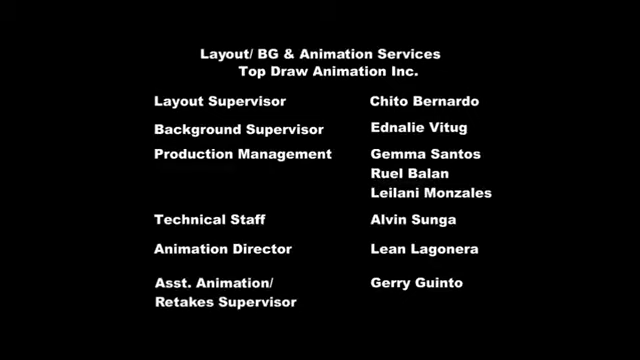 Layout/ BG & Animation Services
Top Draw Animation Inc.
Layout Supervisor Chito Bernardo
Background Supervisor Ednalie Vitug
Production Management Gemma Santos
Ruel Balan
Leilani Monzales
Technical Staff Alvin Sunga
Animation Director Lean Lagonera
Asst. Animation/ Gerry Guinto
Retakes Supervisor